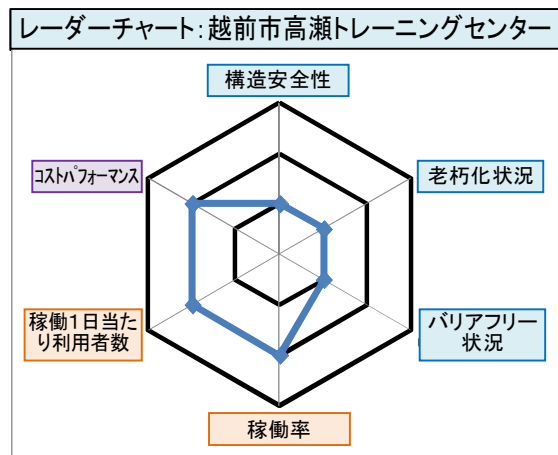 レーダーチャート：越前市高瀬トレーニングセンター
構造安全性
コストパフォーマンス
老朽化状況
稼働１日当た
り利用者数
バリアフリー
状況
稼働率